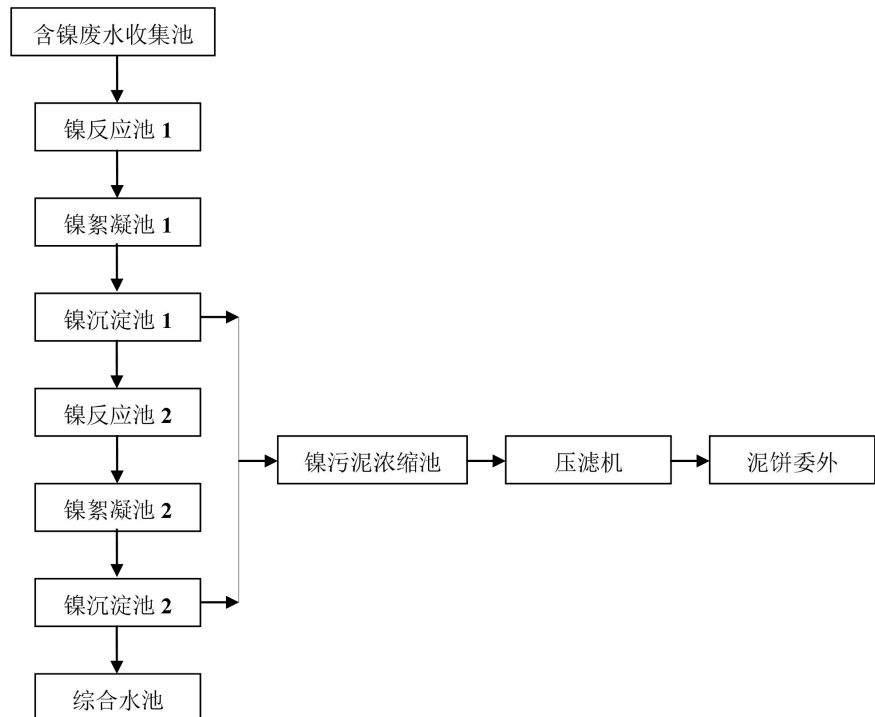 含镍废水收集池
镍反应池 1
镍絮凝池 1
镍沉淀池 1
镍反应池 2
镍污泥浓缩池
压滤机
泥饼委外
镍絮凝池 2
镍沉淀池 2
综合水池